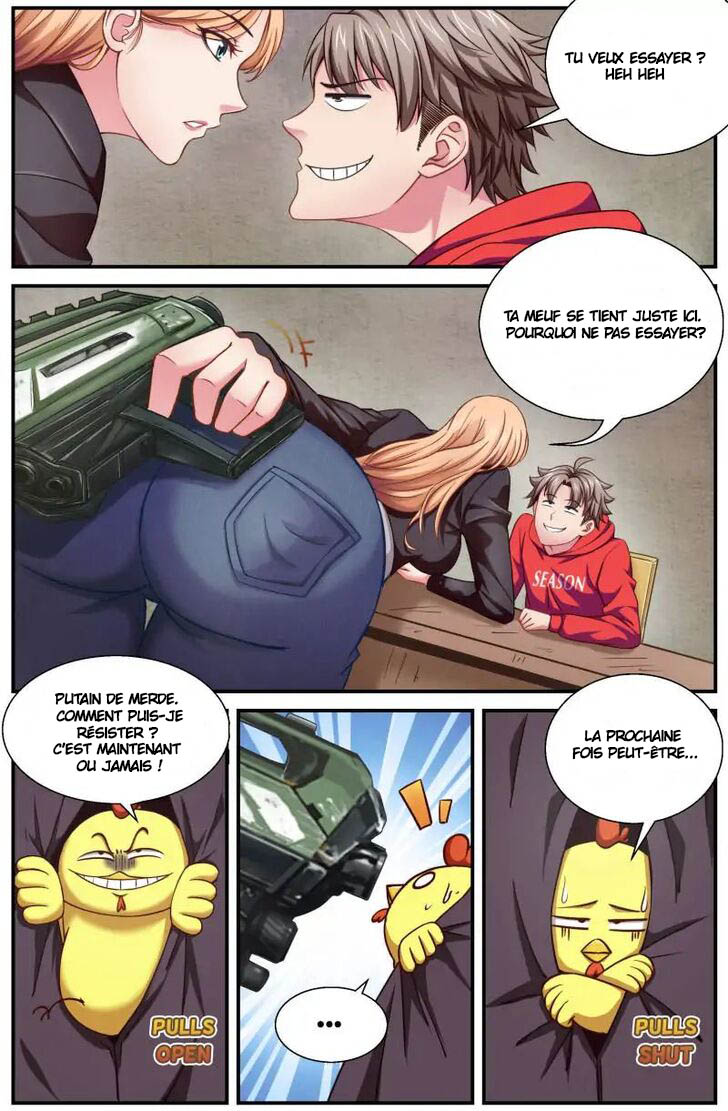 TU VEUX ESSAYER ?
HEH HEH
TA MEUF SE TIENT JUSTE ICI.
POURQUOI NE PAS ESSAYER?
SEASON
PUTAIN DE MERDE.
COMMENT PUIS-JE
RÉSISTER ?
C'EST MAINTENANT
OU JAMAIS !
PULLS
OPEN
!!
...
LA PROCHAINE
FOIS PEUT-ÊTRE...
PULLS
SHUT